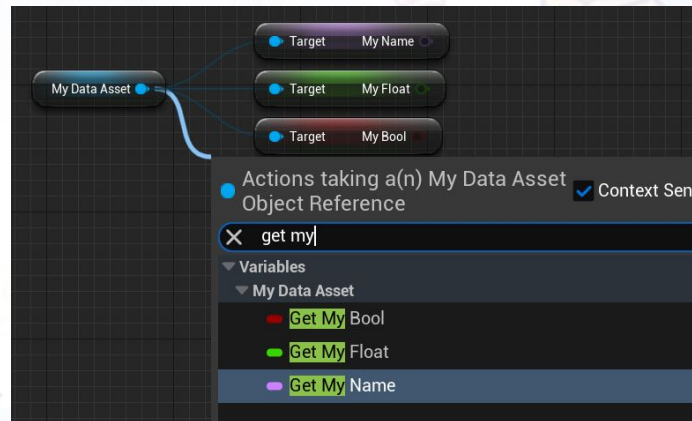 Target My Name
My Data Asset
Target My Float
Target My Bool
Actions taking a(n) My Data Asset
Object Reference
Context Sen
get my
Variables
My Data Asset
Get My Bool
Get My Float
Get My Name